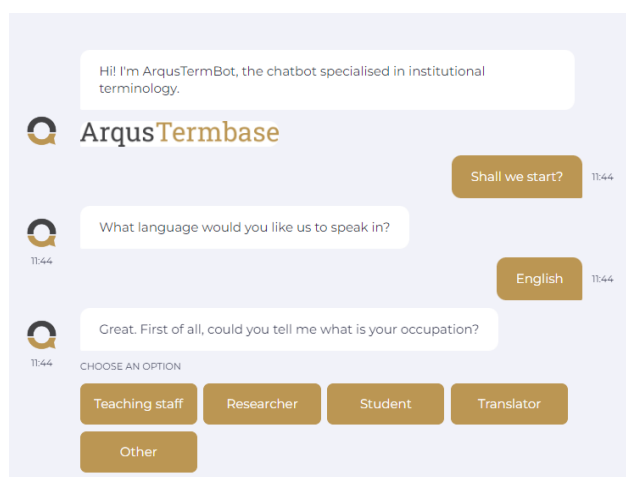 Hi! I'm ArqusTermBot, the chatbot specialised in institutional
terminology.
ArqusTermbase
Shall we start?
11:44
What language would you like us to speak in?
11:44
English
11:44
Great. First of all, could you tell me what is your occupation?
11:44
CHOOSE AN OPTION
Teaching staff
Researcher
Student
Translator
Other